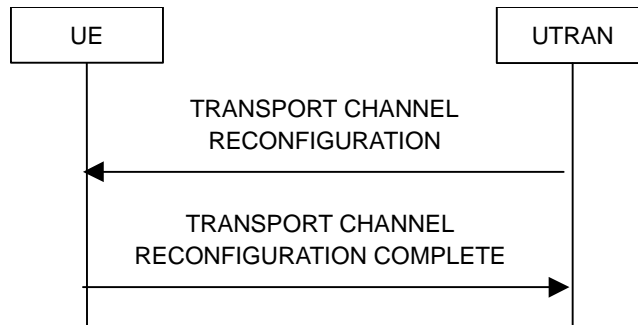 UE
UTRAN
TRANSPORT CHANNEL
RECONFIGURATION
TRANSPORT CHANNEL
RECONFIGURATION COMPLETE